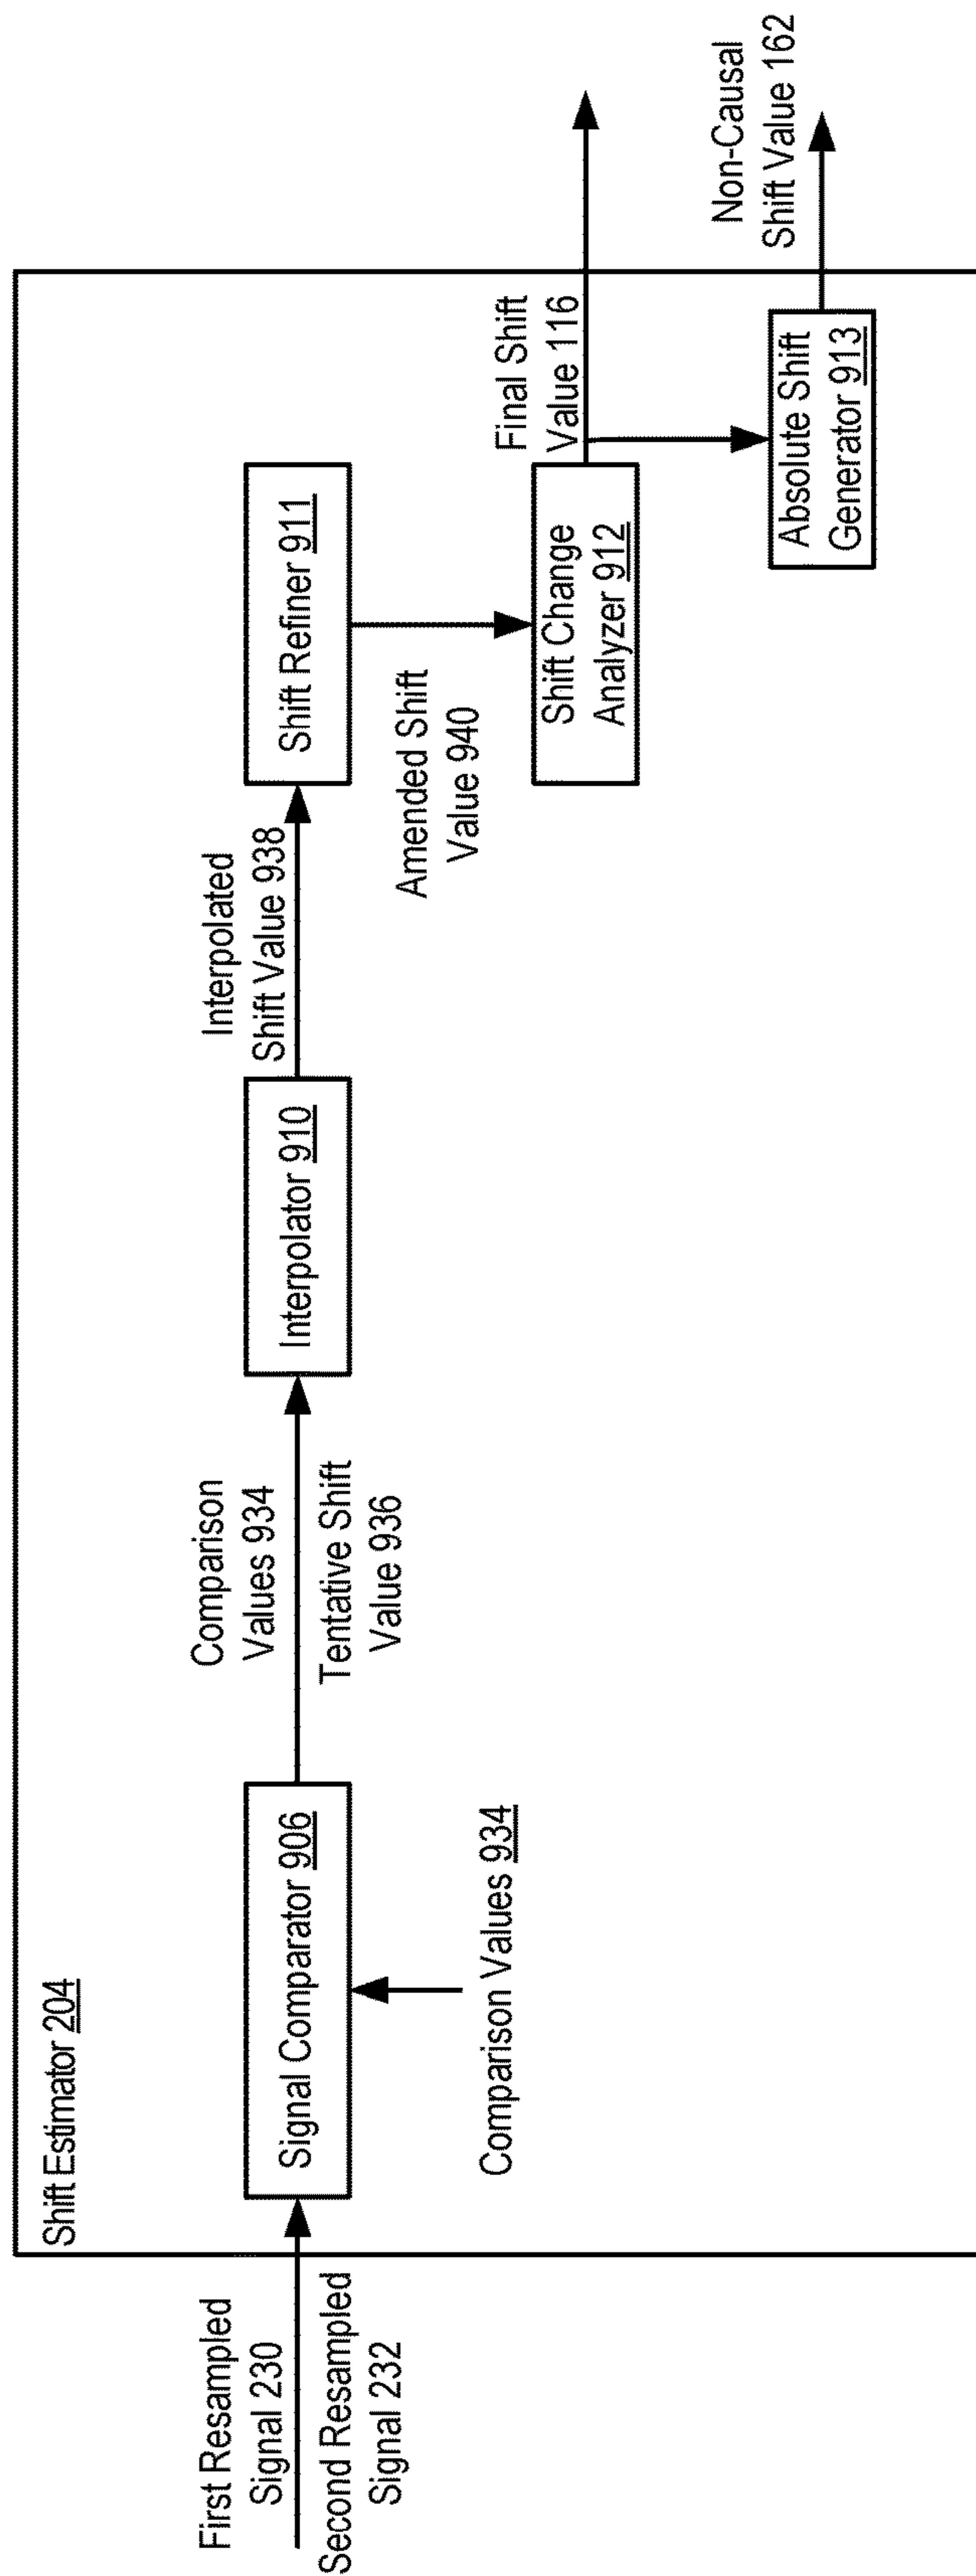 Shift Estimator 204
First Resampled
Signal 230
Second Resampled
Signal 232
Signal Comparator 906
Comparison Values 934
Comparison
Values 934
Tentative Shift
Value 936
Interpolator 910
Interpolated
Shift Value 938
Shift Refiner 911
Amended Shift
Value 940
Shift Change
Analyzer 912
Final Shift
Value 116
Absolute Shift
Generator 913
Non-Causal
Shift Value 162